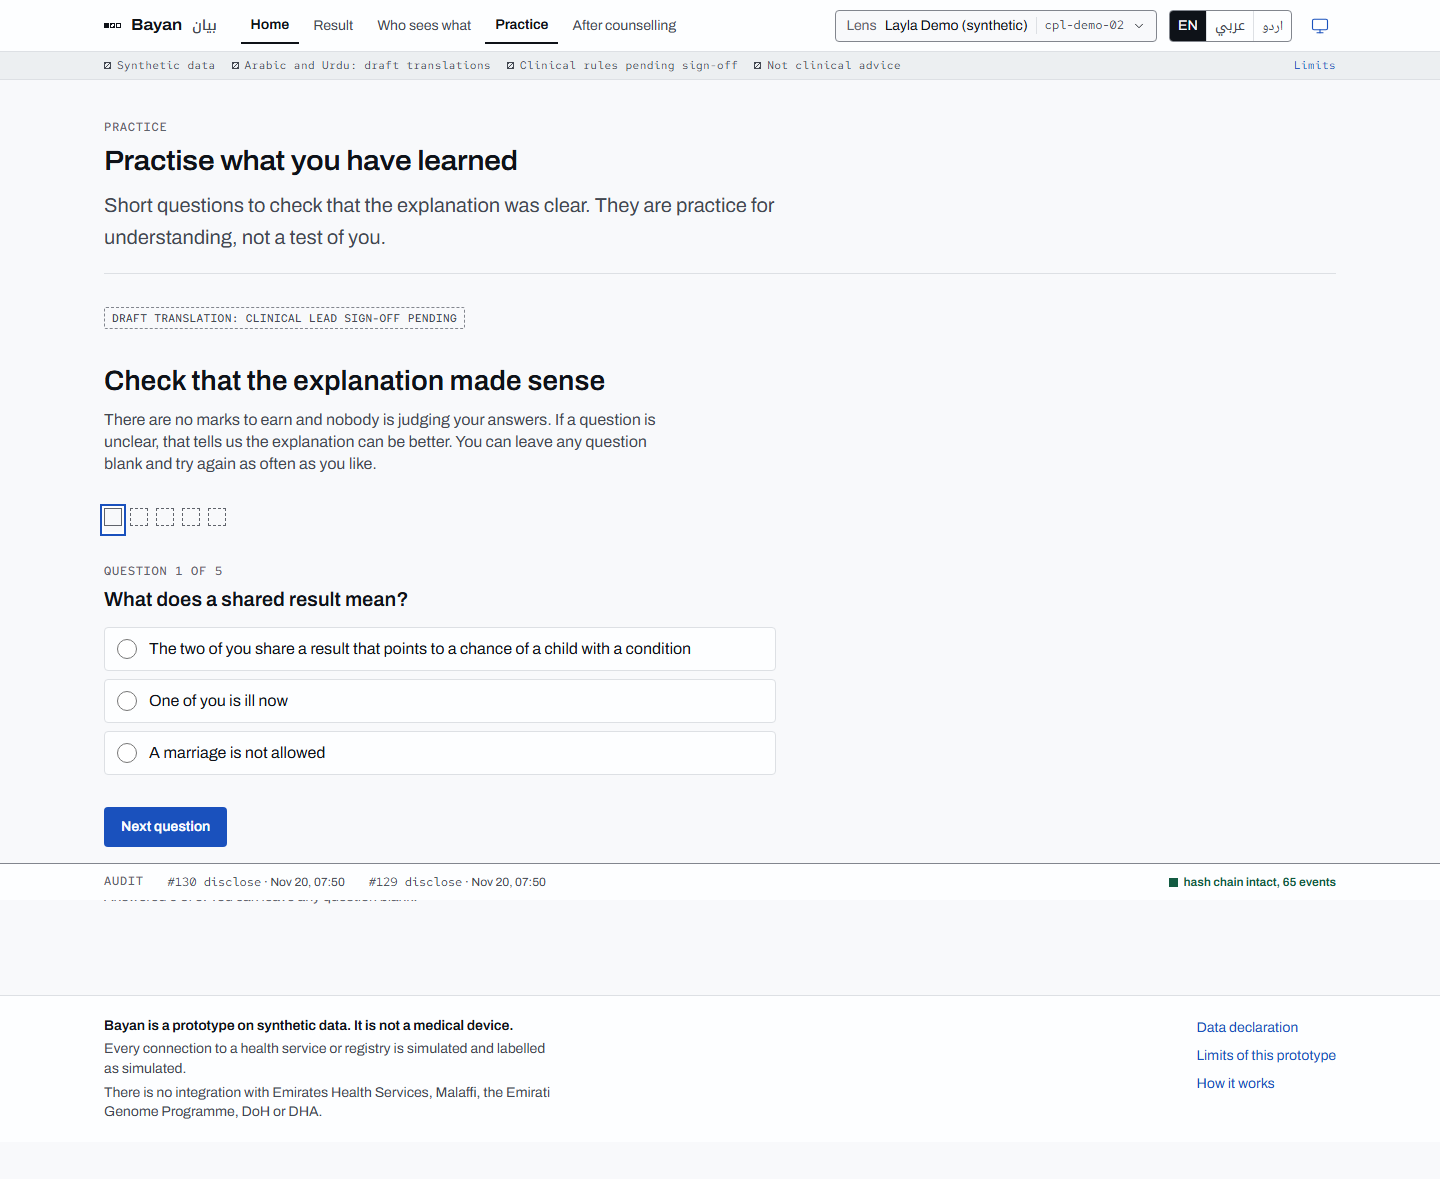 Bayan بيان Home Result Who sees what Practice After counselling Lens Layla Demo (synthetic) cpl-demo-02 EN عربي اردو
Synthetic data Arabic and Urdu: draft translations Clinical rules pending sign-off Not clinical advice Limits
PRACTICE
Practise what you have learned
Short questions to check that the explanation was clear. They are practice for
understanding, not a test of you.
DRAFT TRANSLATION: CLINICAL LEAD SIGN-OFF PENDING
Check that the explanation made sense
There are no marks to earn and nobody is judging your answers. If a question is
unclear, that tells us the explanation can be better. You can leave any question
blank and try again as often as you like.
QUESTION 1 OF 5
What does a shared result mean?
The two of you share a result that points to a chance of a child with a condition
One of you is ill now
A marriage is not allowed
Next question
AUDIT #130 disclose · Nov 20, 07:50 #129 disclose · Nov 20, 07:50 hash chain intact, 65 events
Bayan is a prototype on synthetic data. It is not a medical device.
Every connection to a health service or registry is simulated and labelled
as simulated.
There is no integration with Emirates Health Services, Malaffi, the Emirati
Genome Programme, DoH or DHA.
Data declaration
Limits of this prototype
How it works